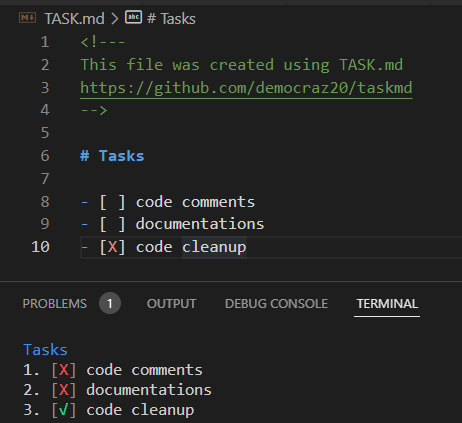 TASK.md > # Tasks
1 <!---
2 This file was created using TASK.md
3 https://github.com/democraz20/taskmd
4 -->
5
6 # Tasks
7
8 - [ ] code comments
9 - [ ] documentations
10 - [X] code cleanup
PROBLEMS 1 OUTPUT DEBUG CONSOLE TERMINAL
Tasks
1. [X] code comments
2. [X] documentations
3. [√] code cleanup